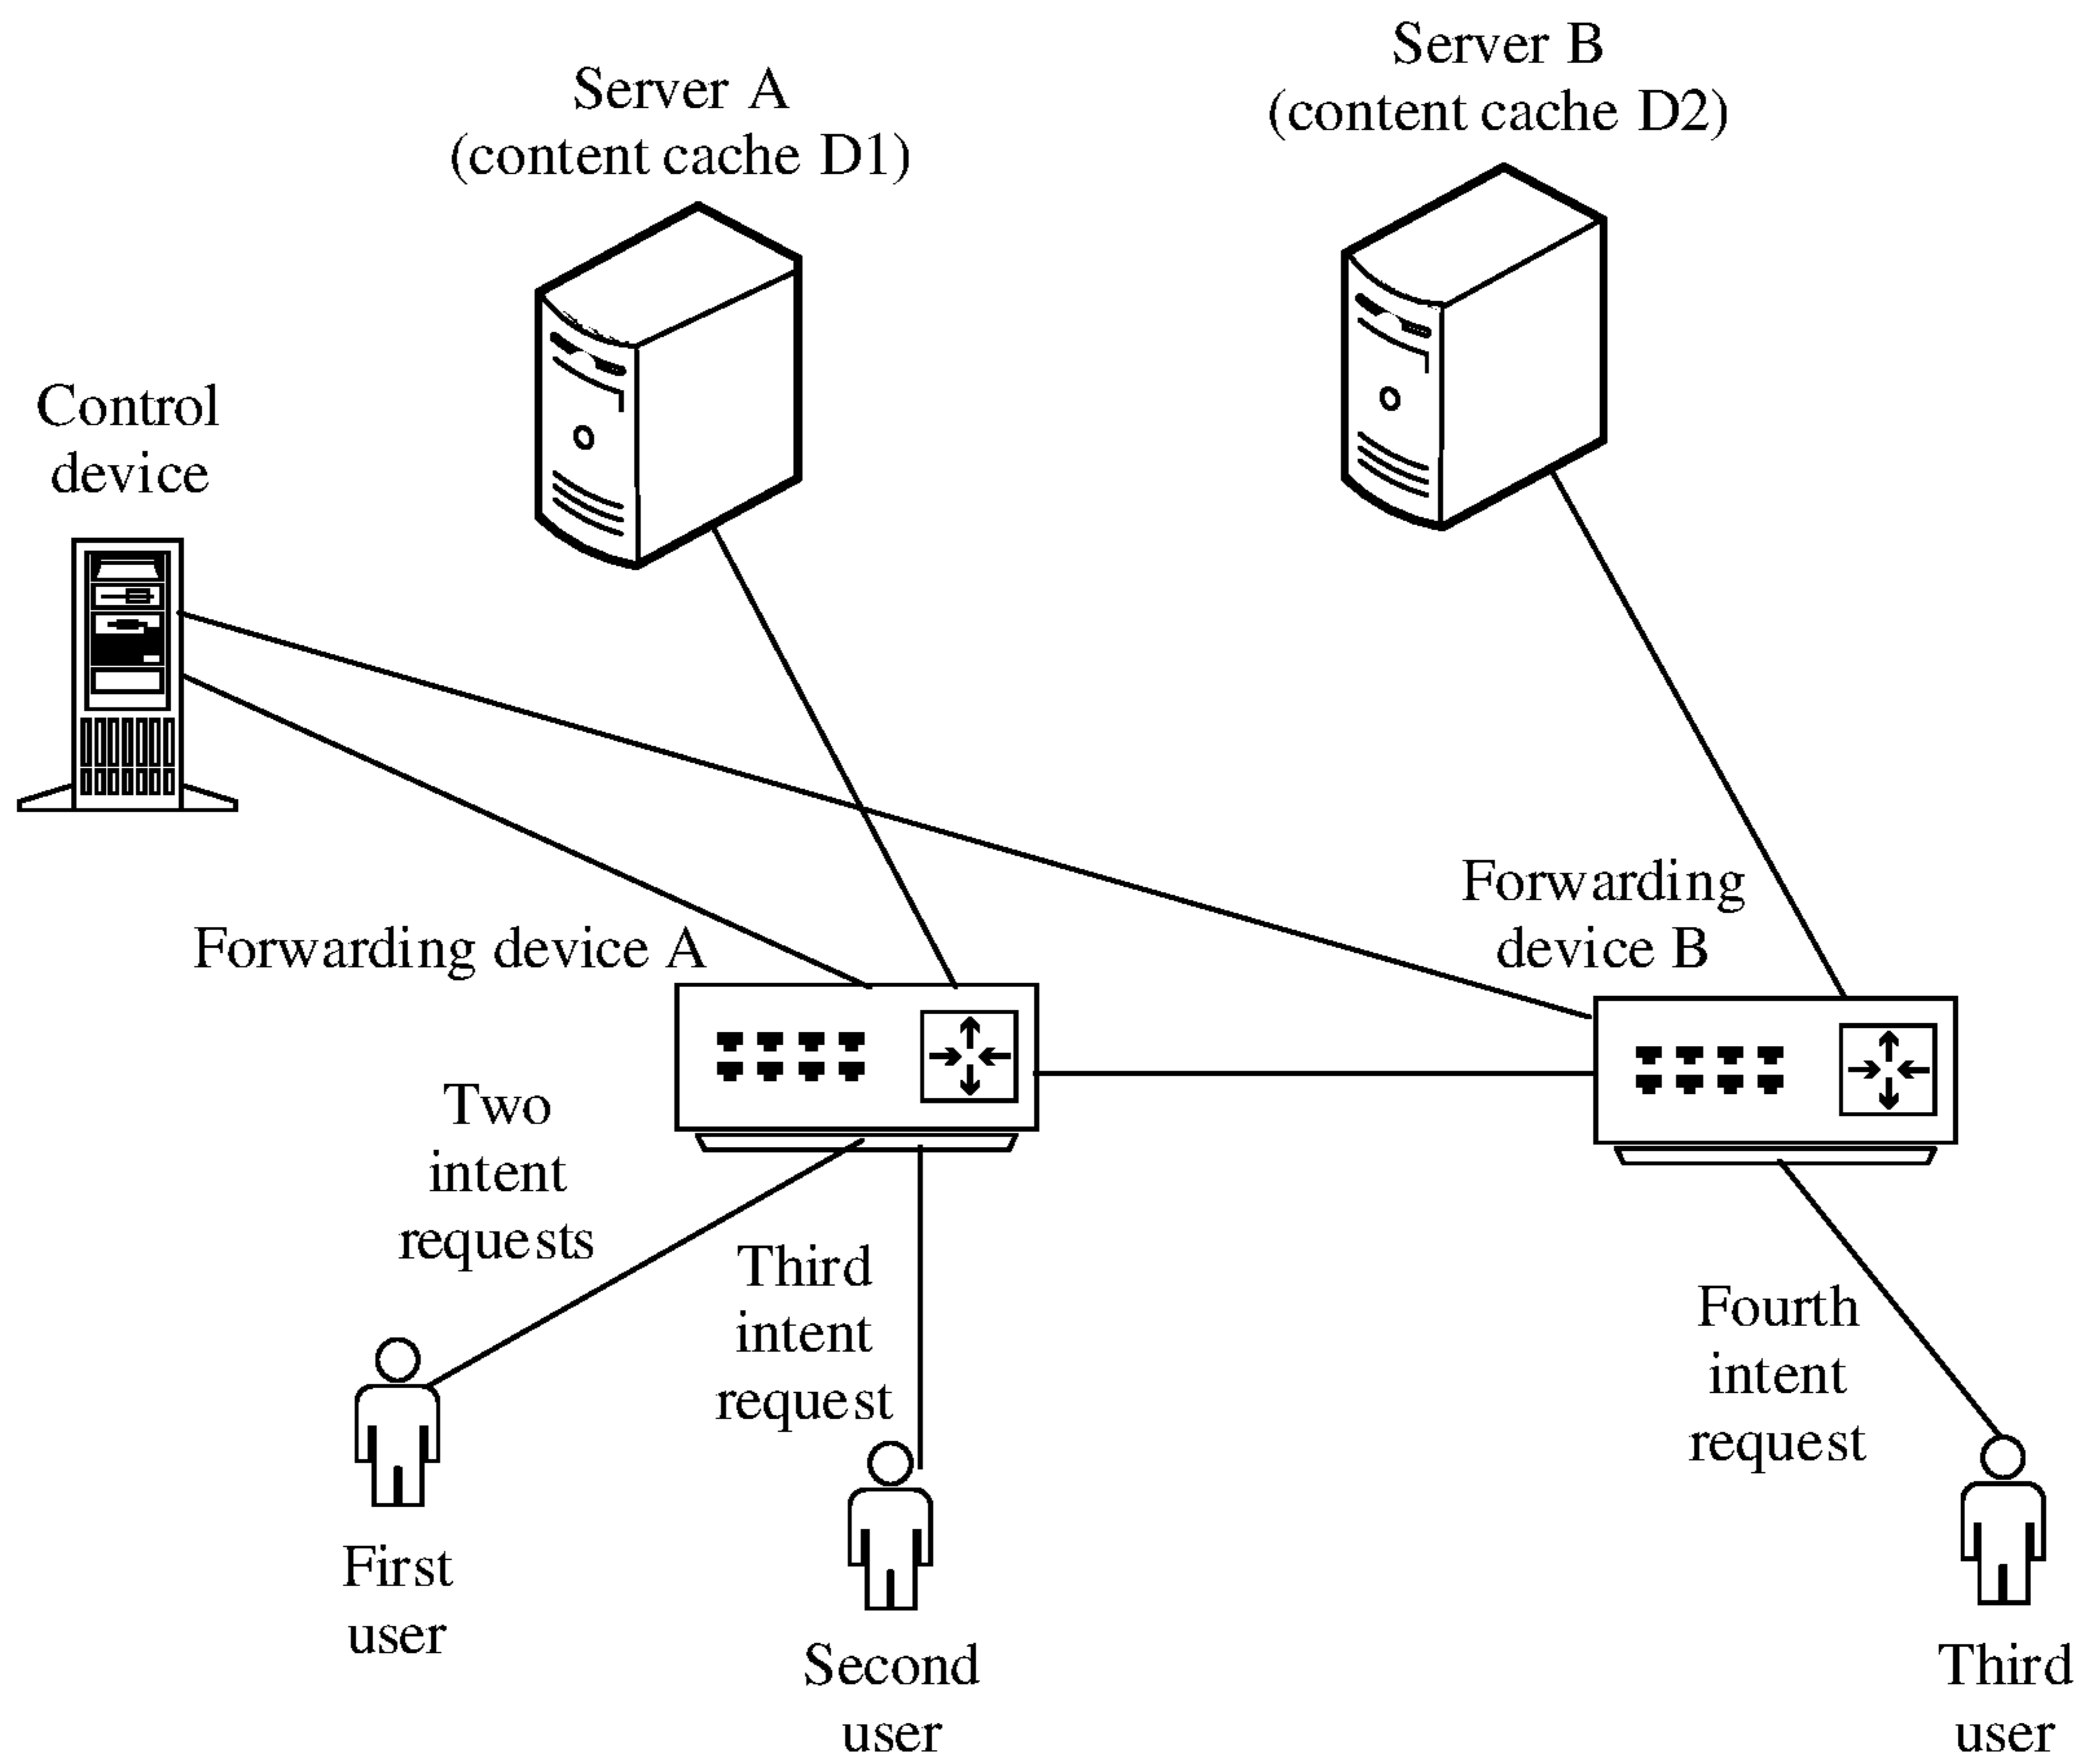 Server A
(content cache D1)
Server B
(content cache D2)
Control
device
Forwarding device A
Forwarding
device B
Two
intent
requests
Third
intent
request
Fourth
intent
request
First
user
Second
user
Third
user